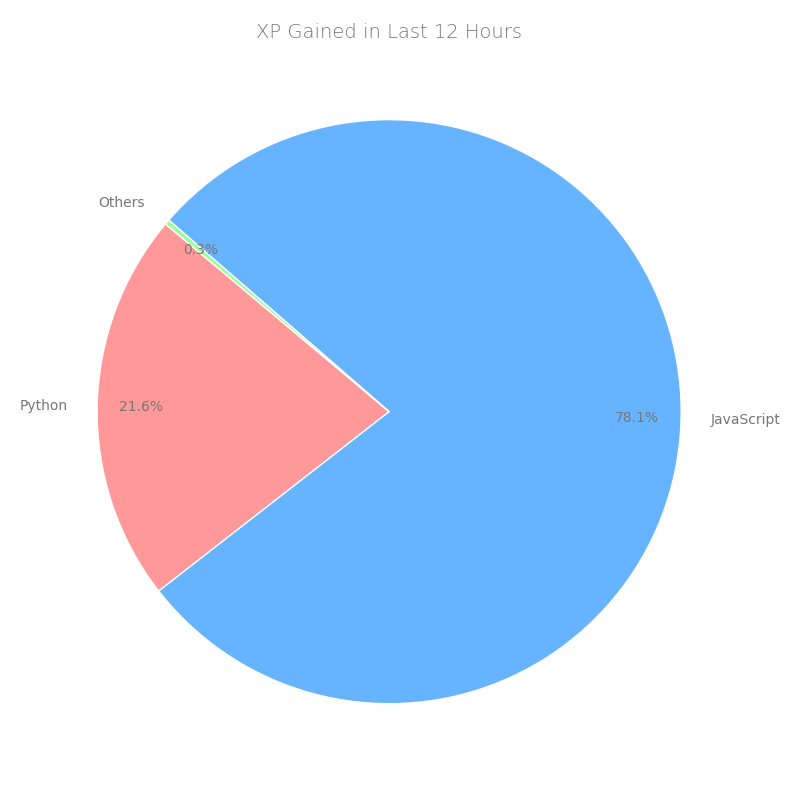 XP Gained in Last 12 Hours
Others
0.3%
Python
21.6%
78.1%
JavaScript